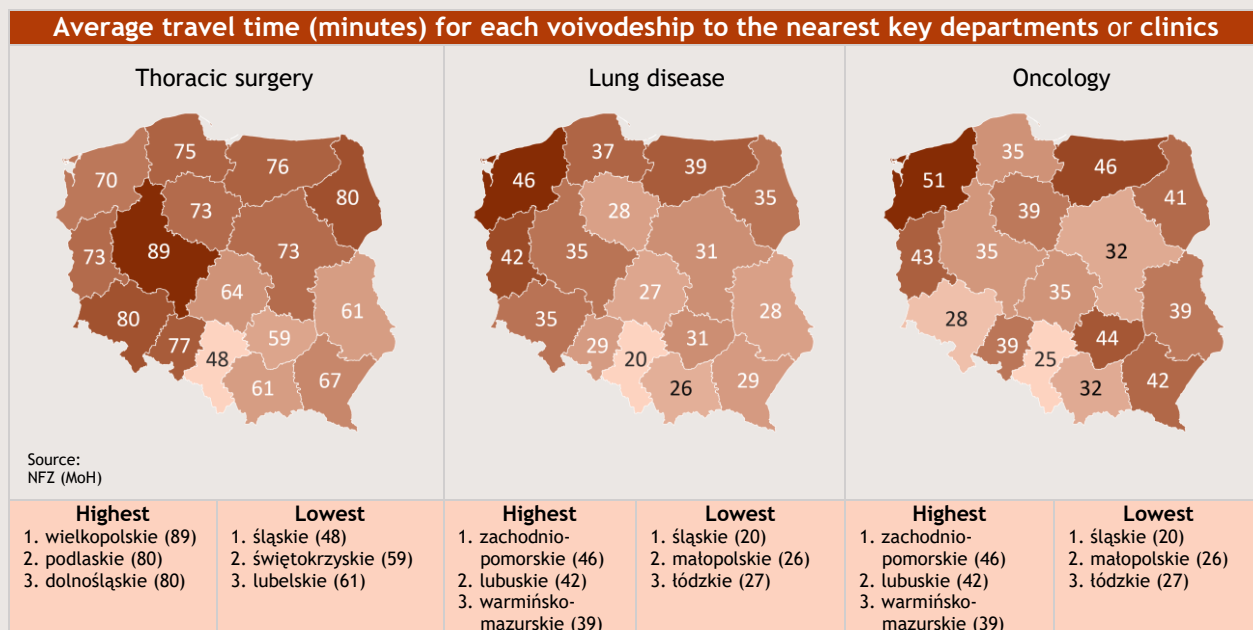 Average travel time (minutes) for each voivodeship to the nearest key departments or clinics
Thoracic surgery
75
76
70
80
73
89
73
73
64
61
80
59
77
48
67
61
Source:
NFZ (MoH)
Lung disease
37
39
46
35
28
35
31
42
27
28
35
31
29
20
29
26
Oncology
35
46
51
41
39
35
32
43
35
39
28
44
39
25
42
32
Highest
1. wielkopolskie (89)
2. podlaskie (80)
3. dolnośląskie (80)
Lowest
1. śląskie (48)
2. świętokrzyskie (59)
3. lubelskie (61)
Highest
1. zachodnio-
pomorskie (46)
2. lubuskie (42)
3. warmińsko-
mazurskie (39)
Lowest
1. śląskie (20)
2. małopolskie (26)
3. łódzkie (27)
Highest
1. zachodnio-
pomorskie (46)
2. lubuskie (42)
3. warmińsko-
mazurskie (39)
Lowest
1. śląskie (20)
2. małopolskie (26)
3. łódzkie (27)